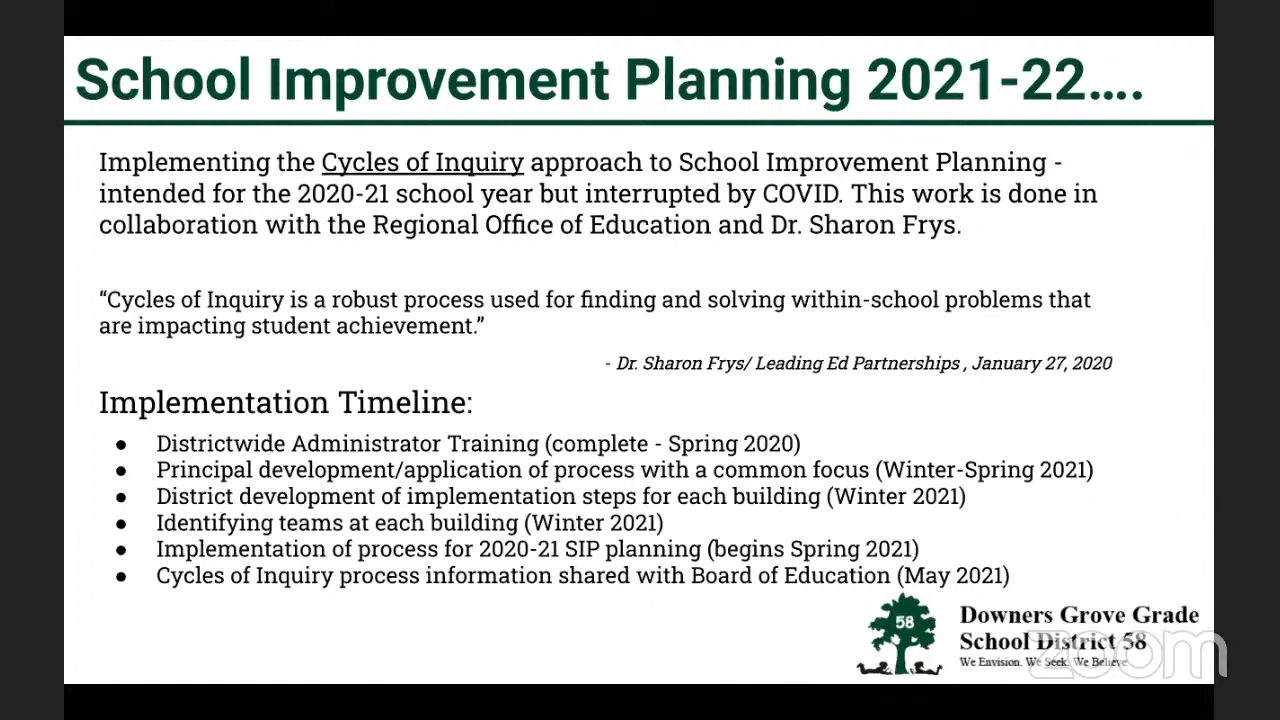 School Improvement Planning 2021-22....
Implementing the Cycles of Inquiry approach to School Improvement Planning -
intended for the 2020-21 school year but interrupted by COVID. This work is done in
collaboration with the Regional Office of Education and Dr. Sharon Frys.
“Cycles of Inquiry is a robust process used for finding and solving within-school problems that
are impacting student achievement.”
- Dr. Sharon Frys/ Leading Ed Partnerships , January 27, 2020
Implementation Timeline:
● Districtwide Administrator Training (complete - Spring 2020)
● Principal development/application of process with a common focus (Winter-Spring 2021)
● District development of implementation steps for each building (Winter 2021)
● Identifying teams at each building (Winter 2021)
● Implementation of process for 2020-21 SIP planning (begins Spring 2021)
● Cycles of Inquiry process information shared with Board of Education (May 2021)
58
Downers Grove Grade
School District 58
We Envision. We Seek. We Believe
zoom